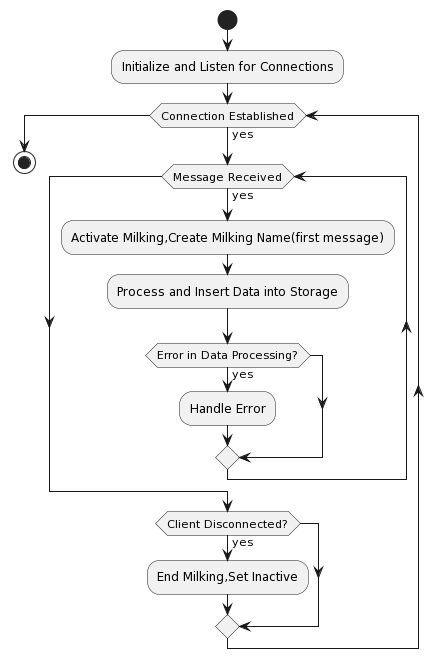 Initialize and Listen for Connections
Connection Established
yes
Message Received
yes
Activate Milking,Create Milking Name(first message)
Process and Insert Data into Storage
Error in Data Processing?
yes
Handle Error
Client Disconnected?
yes
End Milking,Set Inactive